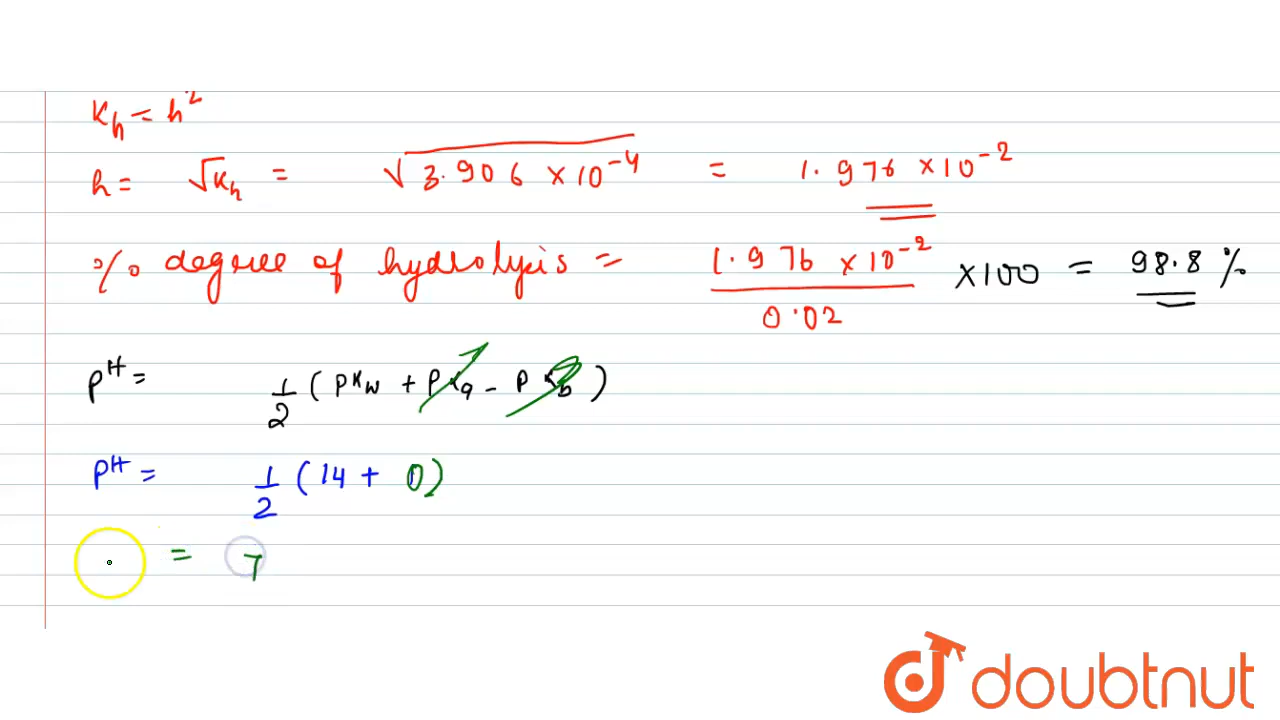 Kh = h²
h = √Kh = √3.906 × 10⁻⁴ = 1.976 × 10⁻²
% degree of hydrolysis = 1.976 × 10⁻² / 0.02 × 100 = 98.8 %
pH = 1/2 (PKw + PKa - PKb)
pH = 1/2 (14 + 0)
= 7
doubtnut